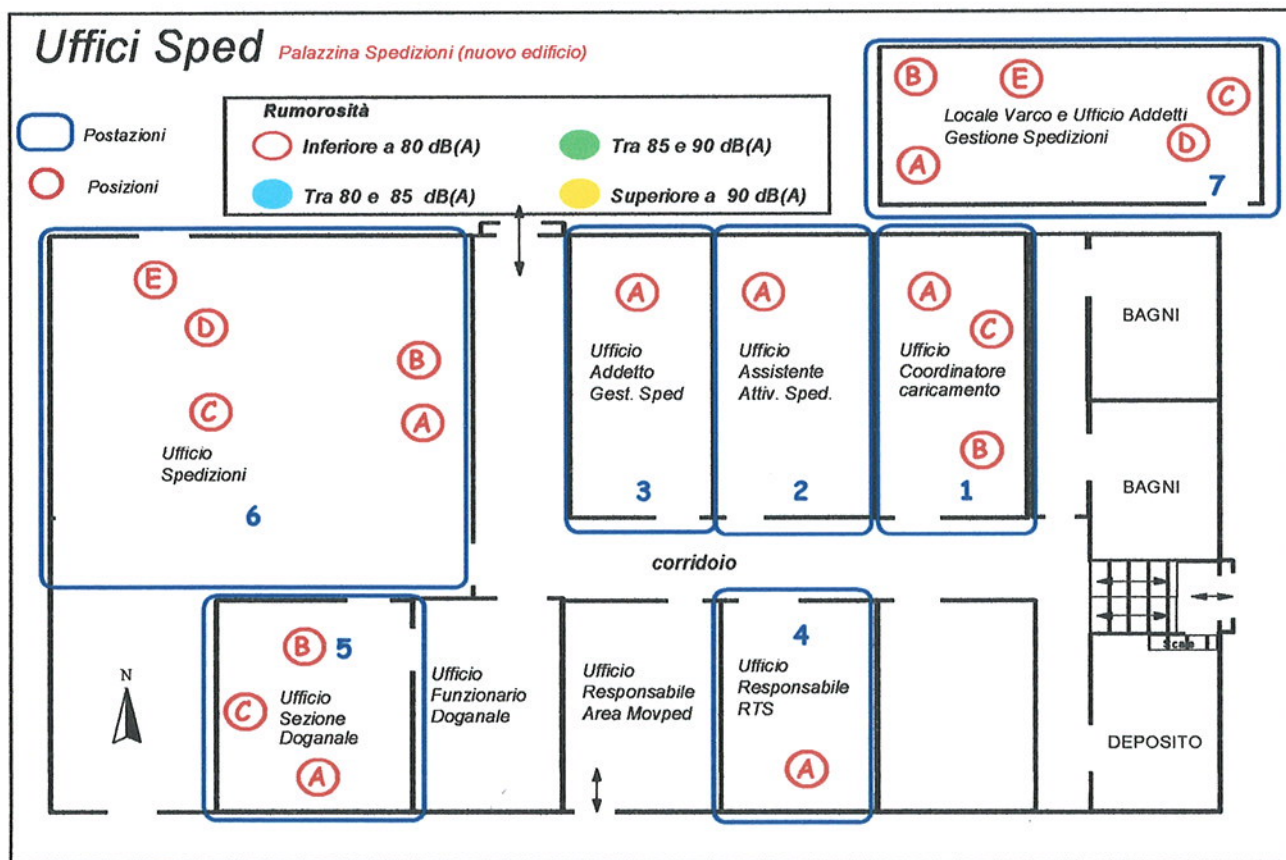 Uffici Sped
Palazzina Spedizioni (nuovo edificio)
Postazioni
Posizioni
Rumorosità
Inferiore a 80 dB(A)
Tra 85 e 90 dB(A)
Tra 80 e 85 dB(A)
Superiore a 90 dB(A)
B
E
C
Locale Varco e Ufficio Addetti
Gestione Spedizioni
D
A
7
E
D
B
C
A
Ufficio
Spedizioni
6
A
Ufficio
Addetto
Gest. Sped
3
A
Ufficio
Assistente
Attiv. Sped.
2
A
C
Ufficio
Coordinatore
caricamento
B
1
BAGNI
BAGNI
corridoio
Scale
N
B
5
C
Ufficio
Sezione
Doganale
A
Ufficio
Funzionario
Doganale
Ufficio
Responsabile
Area Movped
4
Ufficio
Responsabile
RTS
A
DEPOSITO